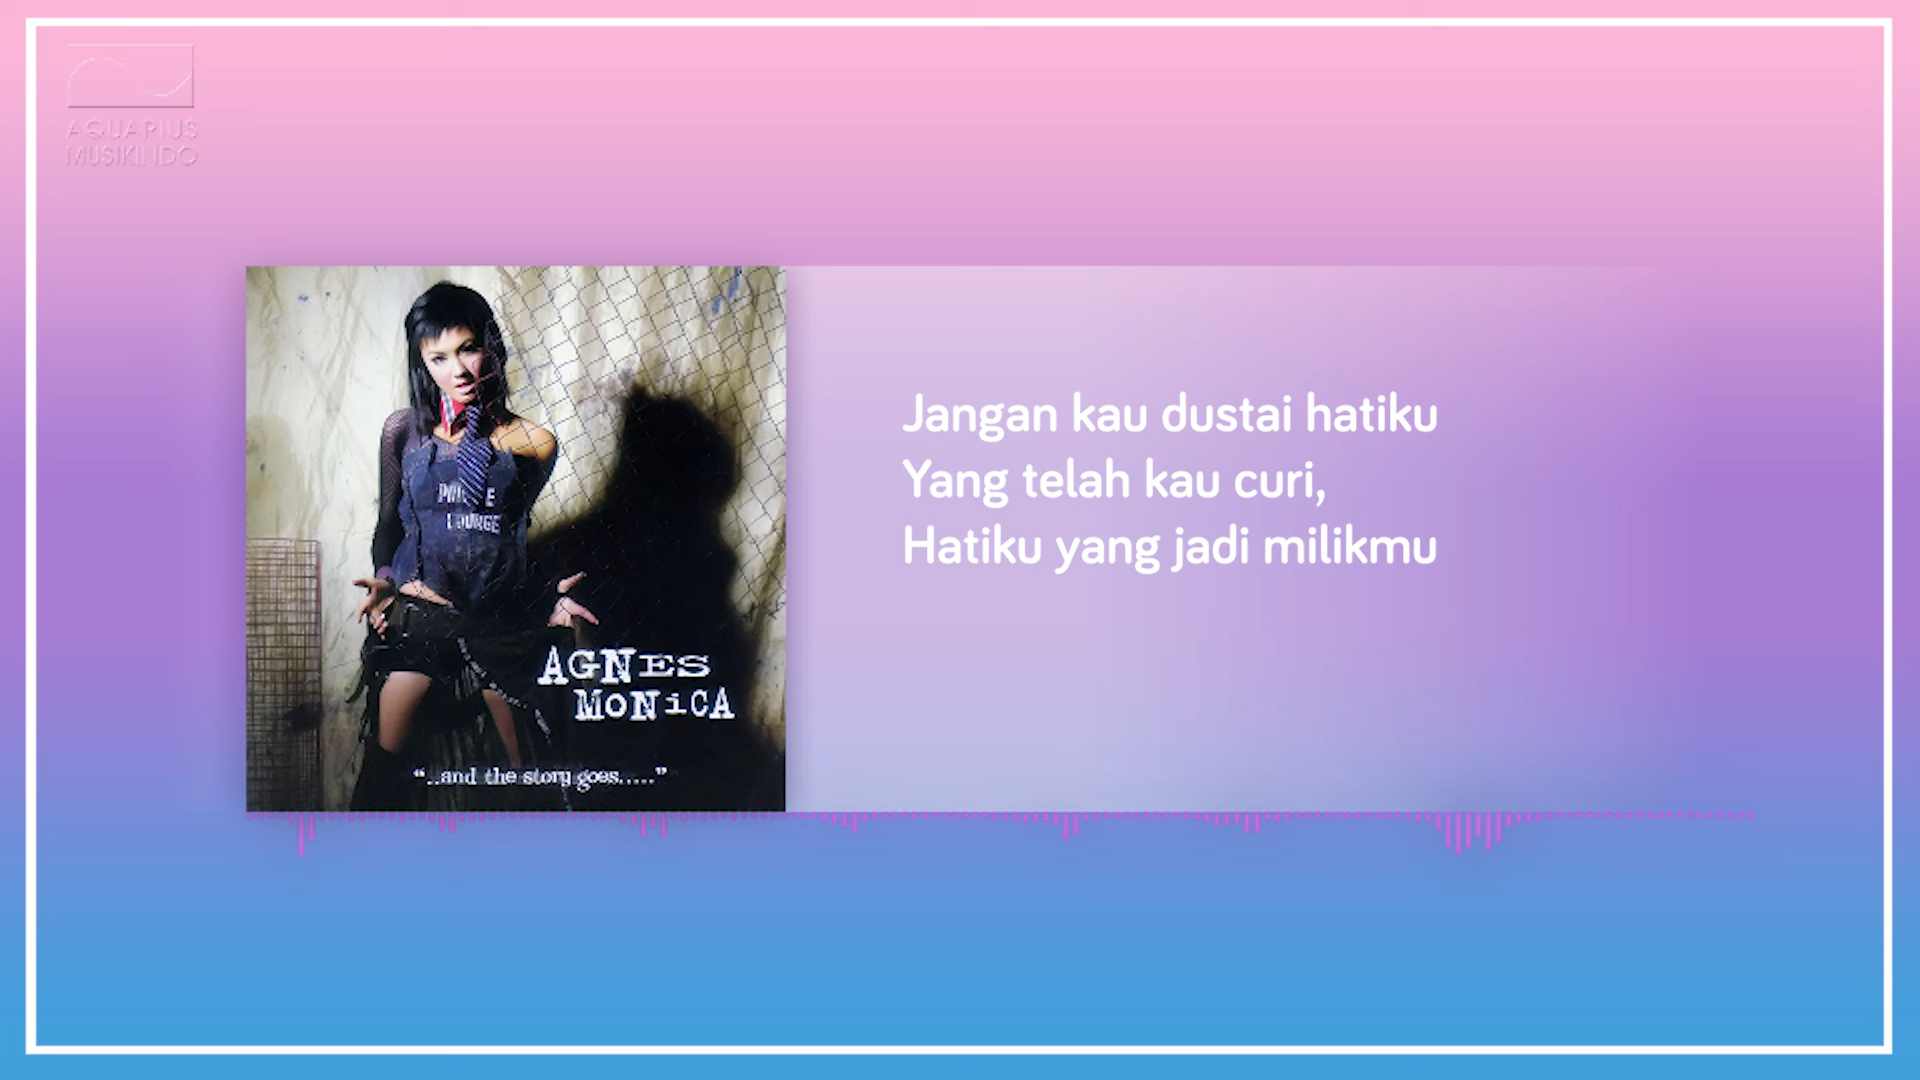 AQUARIUS
MUSIKINDO
Jangan kau dustai hatiku
Yang telah kau curi,
Hatiku yang jadi milikmu
LOUNGE
AGNES
MONiCA
“..and the story goes.....”